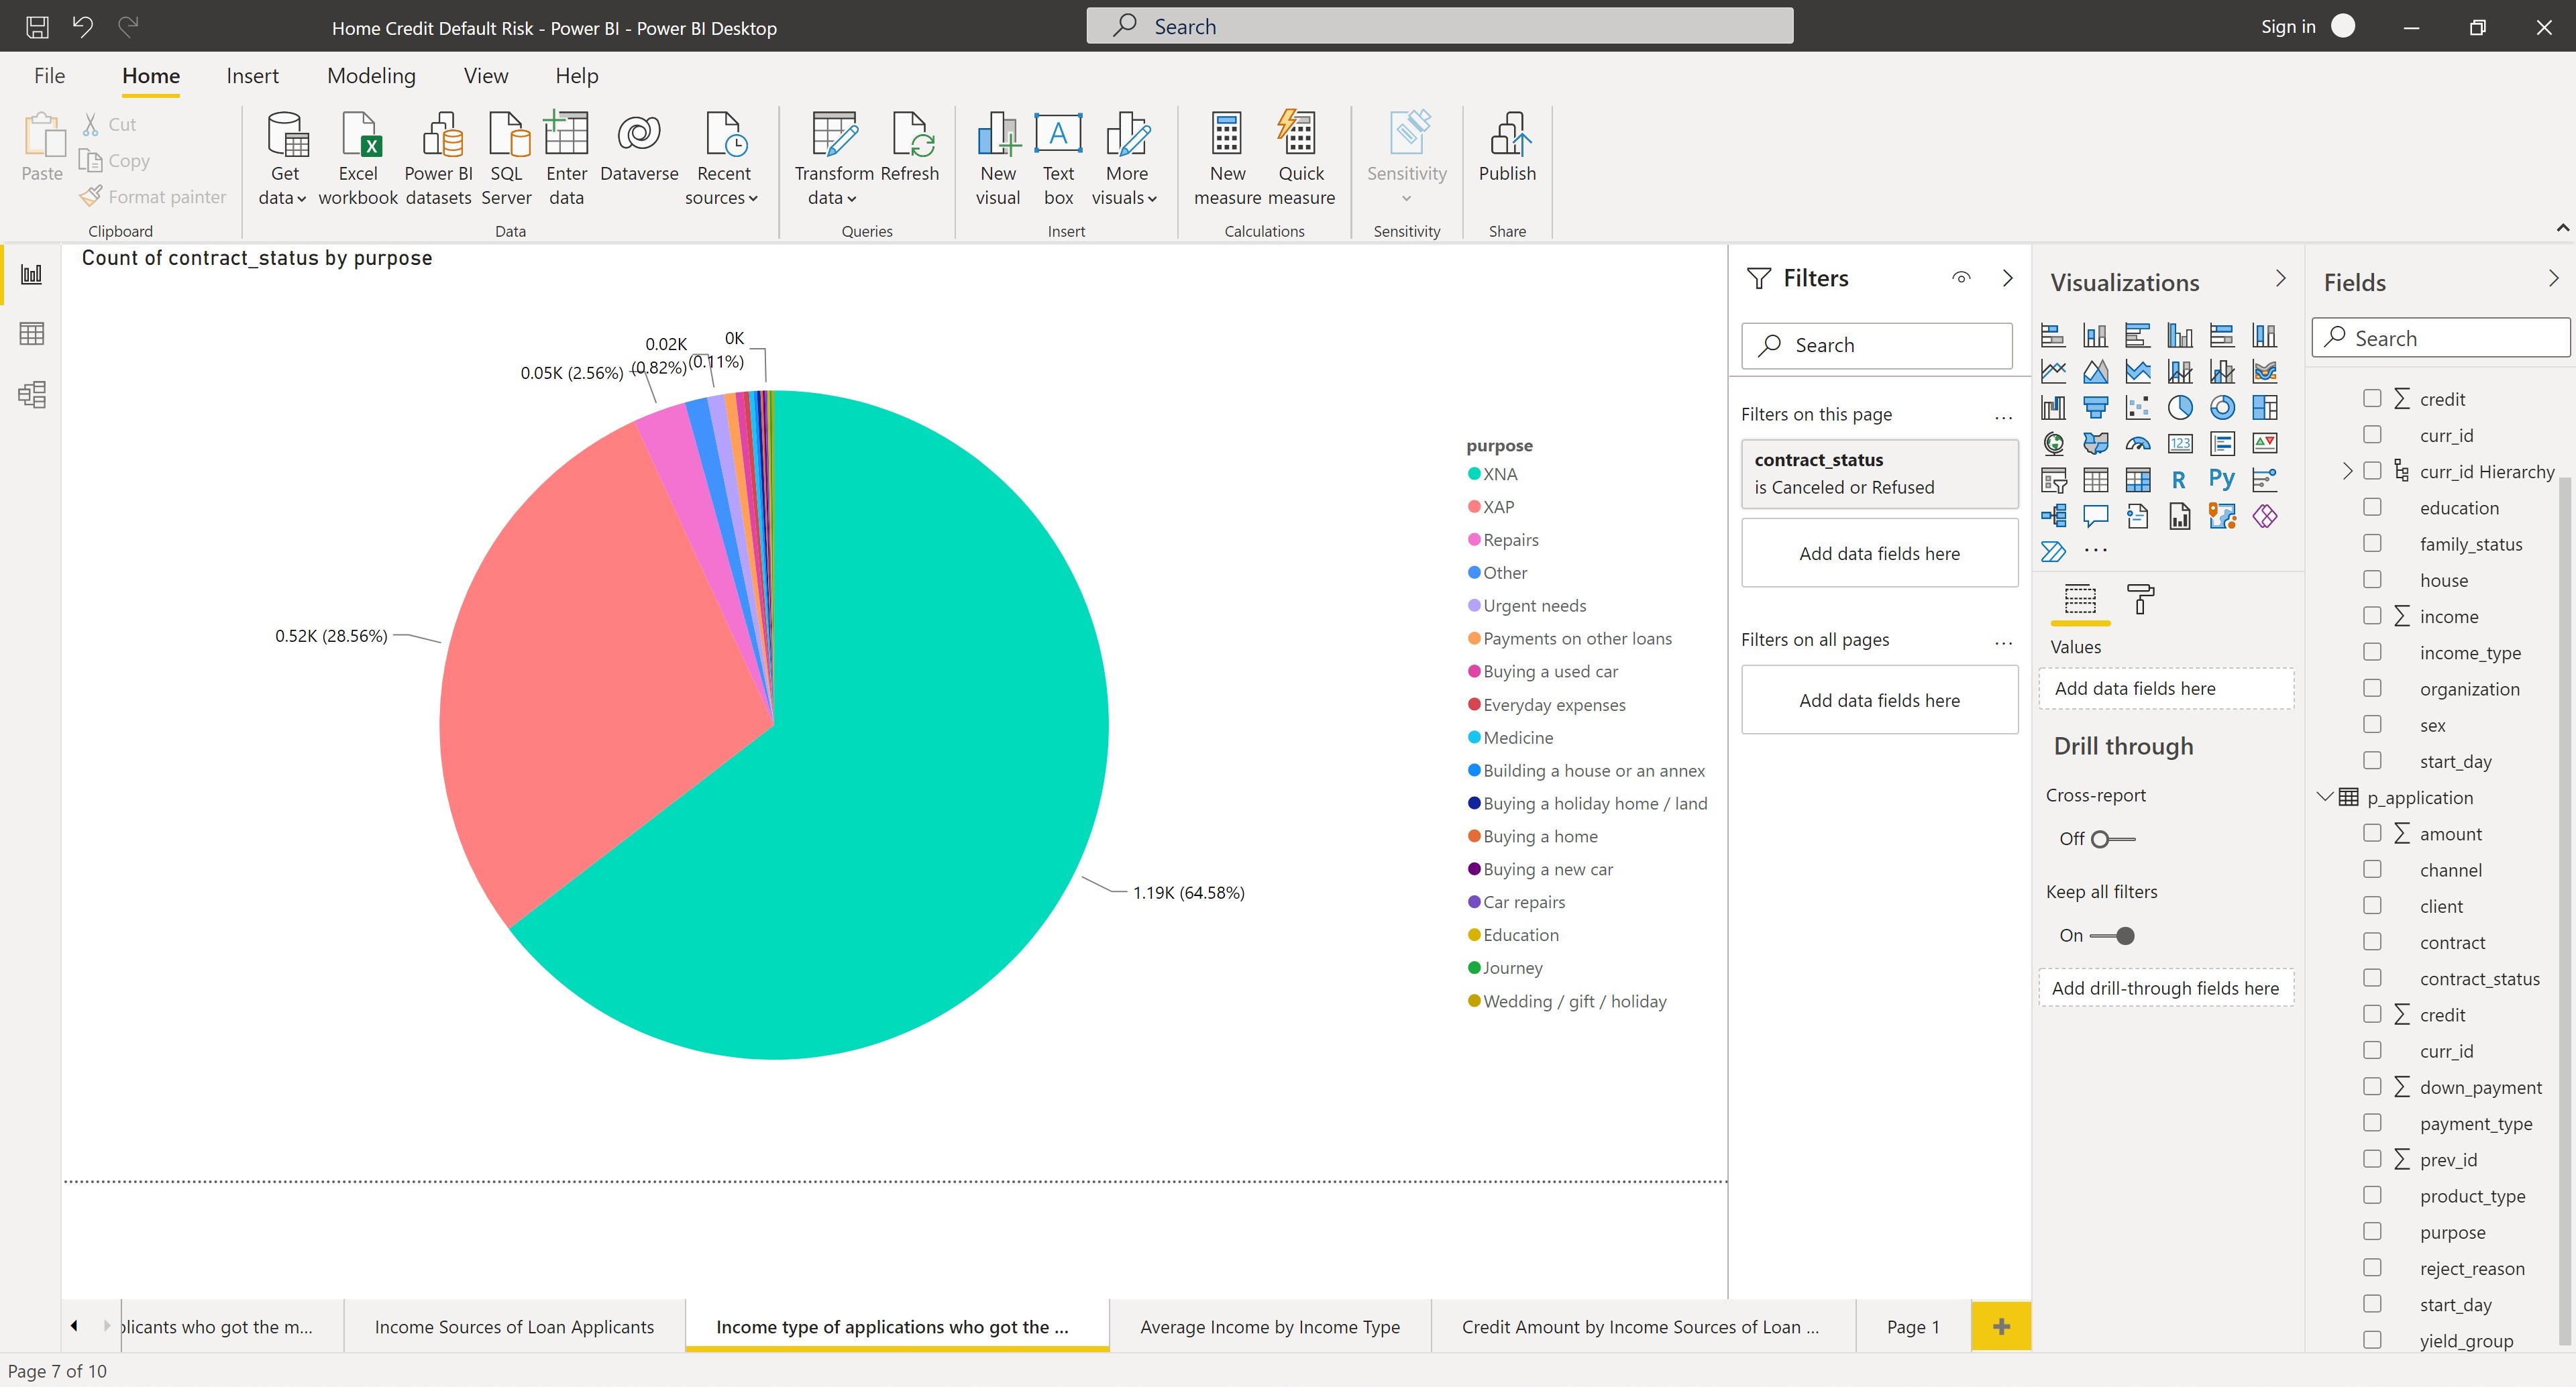 Home Credit Default Risk - Power BI - Power BI Desktop
Search
Sign in
File
Home
Insert
Modeling
View
Help
Paste
Cut
Copy
Format painter
Clipboard
Get data
Excel workbook
Power BI datasets
SQL Server
Enter data
Dataverse
Recent sources
Data
Transform data
Refresh
Queries
New visual
Text box
More visuals
Insert
New measure
Quick measure
Calculations
Sensitivity
Sensitivity
Publish
Share
Count of contract_status by purpose
0.05K (2.56%)
0.02K
(0.82%)
0K
(0.11%)
0.52K (28.56%)
1.19K (64.58%)
purpose
XNA
XAP
Repairs
Other
Urgent needs
Payments on other loans
Buying a used car
Everyday expenses
Medicine
Building a house or an annex
Buying a holiday home / land
Buying a home
Buying a new car
Car repairs
Education
Journey
Wedding / gift / holiday
Filters
Search
Filters on this page
...
contract_status
is Canceled or Refused
Add data fields here
Filters on all pages
...
Add data fields here
Visualizations
123
R
Py
...
Values
Add data fields here
Drill through
Cross-report
Off
Keep all filters
On
Add drill-through fields here
Fields
Search
credit
curr_id
curr_id Hierarchy
education
family_status
house
income
income_type
organization
sex
start_day
p_application
amount
channel
client
contract
contract_status
credit
curr_id
down_payment
payment_type
prev_id
product_type
purpose
reject_reason
start_day
yield_group
plicants who got the m...
Income Sources of Loan Applicants
Income type of applications who got the ...
Average Income by Income Type
Credit Amount by Income Sources of Loan ...
Page 1
Page 7 of 10